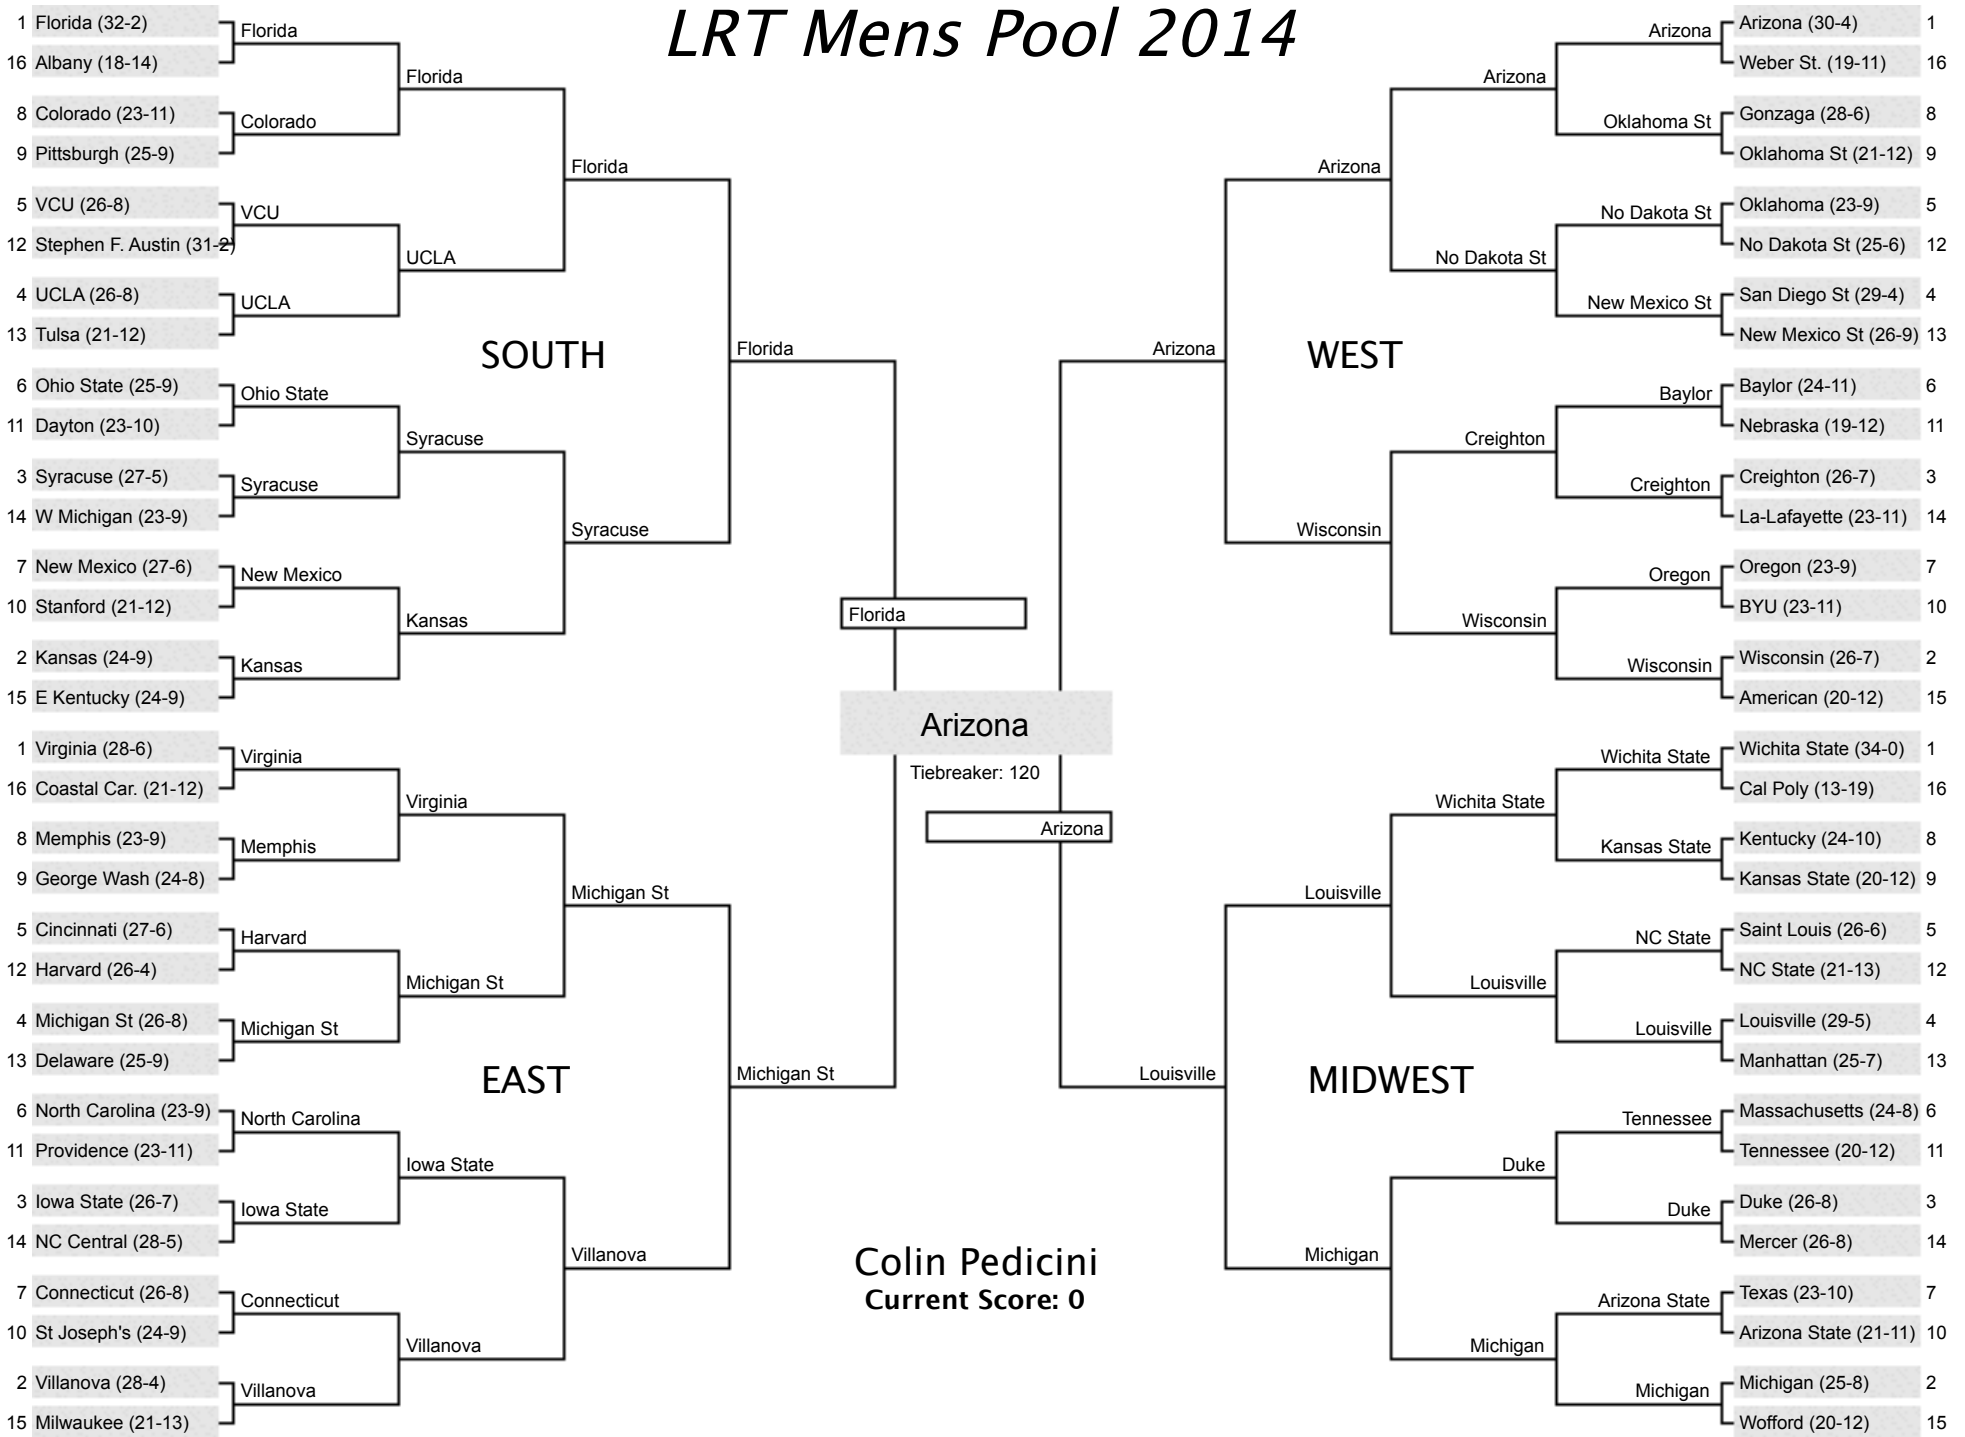 LRT Mens Pool 2014
1 Florida (32-2)
Florida
16 Albany (18-14)
Florida
8 Colorado (23-11)
Colorado
9 Pittsburgh (25-9)
Florida
5 VCU (26-8)
VCU
12 Stephen F. Austin (31-2)
UCLA
4 UCLA (26-8)
UCLA
13 Tulsa (21-12)
SOUTH
Florida
6 Ohio State (25-9)
Ohio State
11 Dayton (23-10)
Syracuse
3 Syracuse (27-5)
Syracuse
14 W Michigan (23-9)
Syracuse
7 New Mexico (27-6)
New Mexico
10 Stanford (21-12)
Kansas
2 Kansas (24-9)
Kansas
15 E Kentucky (24-9)
1 Virginia (28-6)
Virginia
16 Coastal Car. (21-12)
Virginia
8 Memphis (23-9)
Memphis
9 George Wash (24-8)
Michigan St
5 Cincinnati (27-6)
Harvard
12 Harvard (26-4)
Michigan St
4 Michigan St (26-8)
Michigan St
13 Delaware (25-9)
EAST
Michigan St
6 North Carolina (23-9)
North Carolina
11 Providence (23-11)
Iowa State
3 Iowa State (26-7)
Iowa State
14 NC Central (28-5)
Villanova
7 Connecticut (26-8)
Connecticut
10 St Joseph's (24-9)
Villanova
2 Villanova (28-4)
Villanova
15 Milwaukee (21-13)
Florida
Arizona
Tiebreaker: 120
Arizona
Colin Pedicini
Current Score: 0
Arizona (30-4) 1
Arizona
Weber St. (19-11) 16
Arizona
Gonzaga (28-6) 8
Oklahoma St
Oklahoma St (21-12) 9
Arizona
Oklahoma (23-9) 5
No Dakota St
No Dakota St (25-6) 12
No Dakota St
San Diego St (29-4) 4
New Mexico St
New Mexico St (26-9) 13
Arizona
WEST
Baylor (24-11) 6
Baylor
Nebraska (19-12) 11
Creighton
Creighton (26-7) 3
Creighton
La-Lafayette (23-11) 14
Wisconsin
Oregon (23-9) 7
Oregon
BYU (23-11) 10
Wisconsin
Wisconsin (26-7) 2
Wisconsin
American (20-12) 15
Wichita State (34-0) 1
Wichita State
Cal Poly (13-19) 16
Wichita State
Kentucky (24-10) 8
Kansas State
Kansas State (20-12) 9
Louisville
Saint Louis (26-6) 5
NC State
NC State (21-13) 12
Louisville
Louisville (29-5) 4
Louisville
Manhattan (25-7) 13
Louisville
MIDWEST
Massachusetts (24-8) 6
Tennessee
Tennessee (20-12) 11
Duke
Duke (26-8) 3
Duke
Mercer (26-8) 14
Michigan
Texas (23-10) 7
Arizona State
Arizona State (21-11) 10
Michigan
Michigan (25-8) 2
Michigan
Wofford (20-12) 15